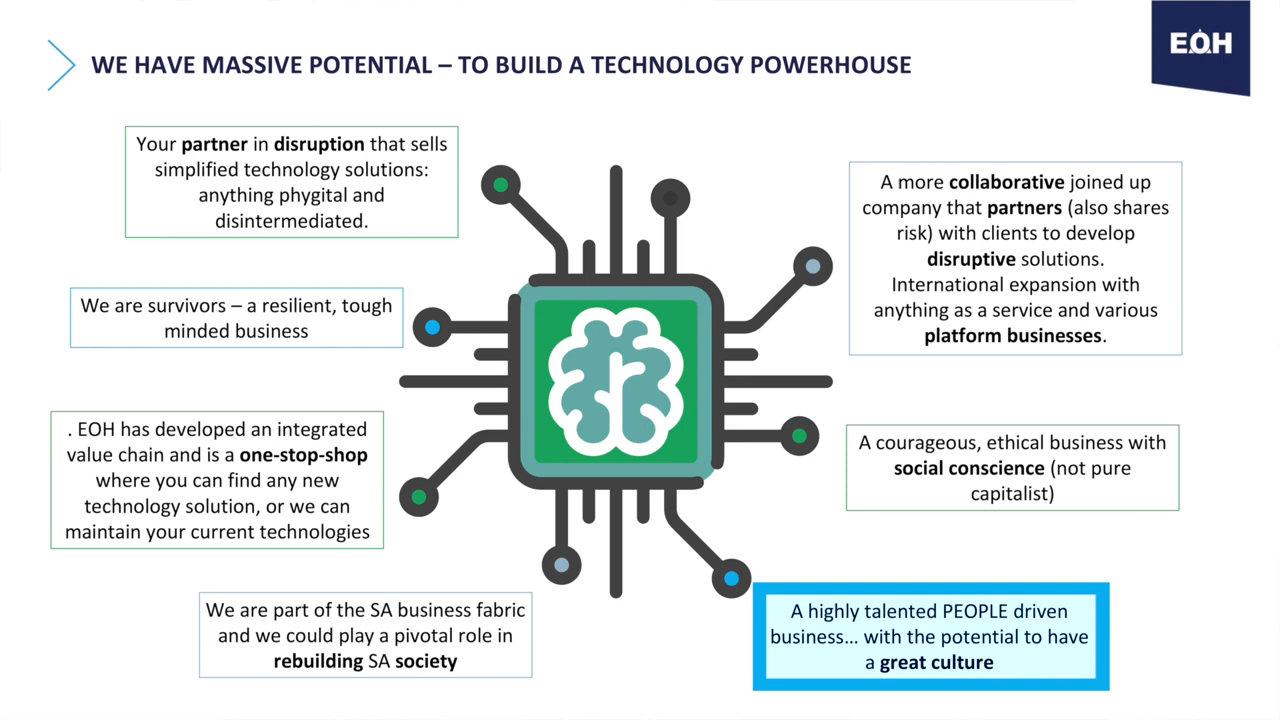 WE HAVE MASSIVE POTENTIAL – TO BUILD A TECHNOLOGY POWERHOUSE
EOH
Your partner in disruption that sells
simplified technology solutions:
anything phygital and
disintermediated.
We are survivors – a resilient, tough
minded business
. EOH has developed an integrated
value chain and is a one-stop-shop
where you can find any new
technology solution, or we can
maintain your current technologies
We are part of the SA business fabric
and we could play a pivotal role in
rebuilding SA society
A more collaborative joined up
company that partners (also shares
risk) with clients to develop
disruptive solutions.
International expansion with
anything as a service and various
platform businesses.
A courageous, ethical business with
social conscience (not pure
capitalist)
A highly talented PEOPLE driven
business... with the potential to have
a great culture